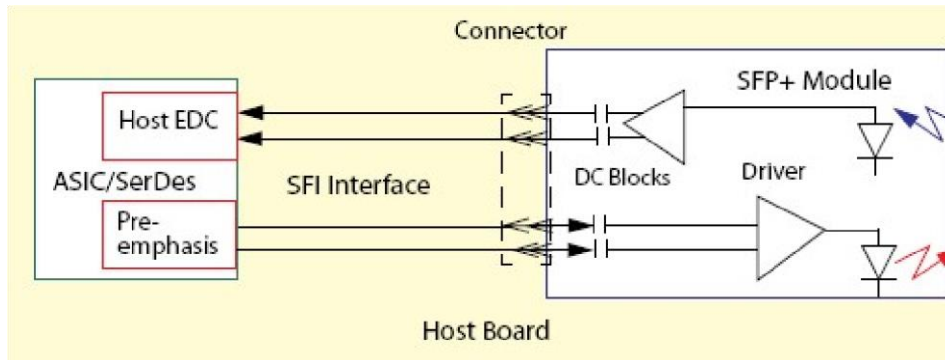 Connector
SFP+ Module
Host EDC
ASIC/SerDes
SFI Interface
DC Blocks
Driver
Pre-
emphasis
Host Board